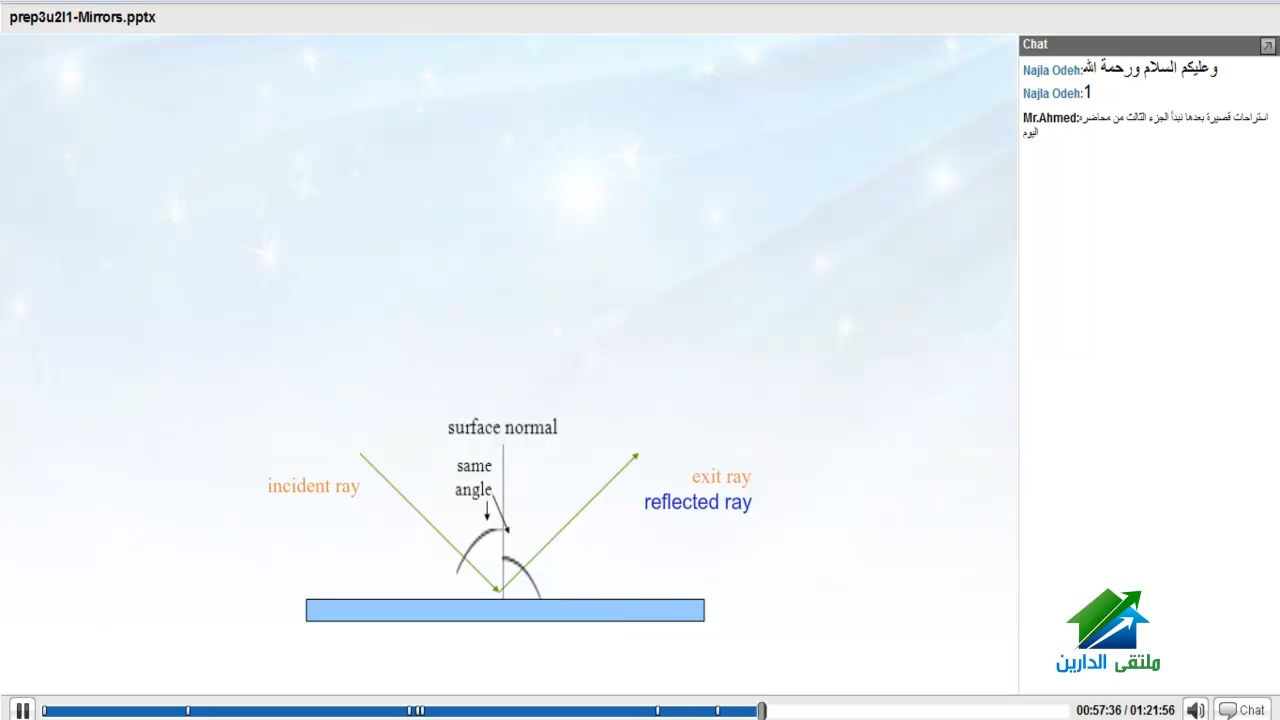 prep3u2l1-Mirrors.pptx
Chat
Najla Odeh:وعليكم السلام ورحمة الله
Najla Odeh:1
Mr.Ahmed:استراحات قصيرة بعدها نبدأ الجزء الثالث من محاضره
اليوم
surface normal
same
angle
incident ray
exit ray
reflected ray
ملتقى الدارين
00:57:36 / 01:21:56
Chat